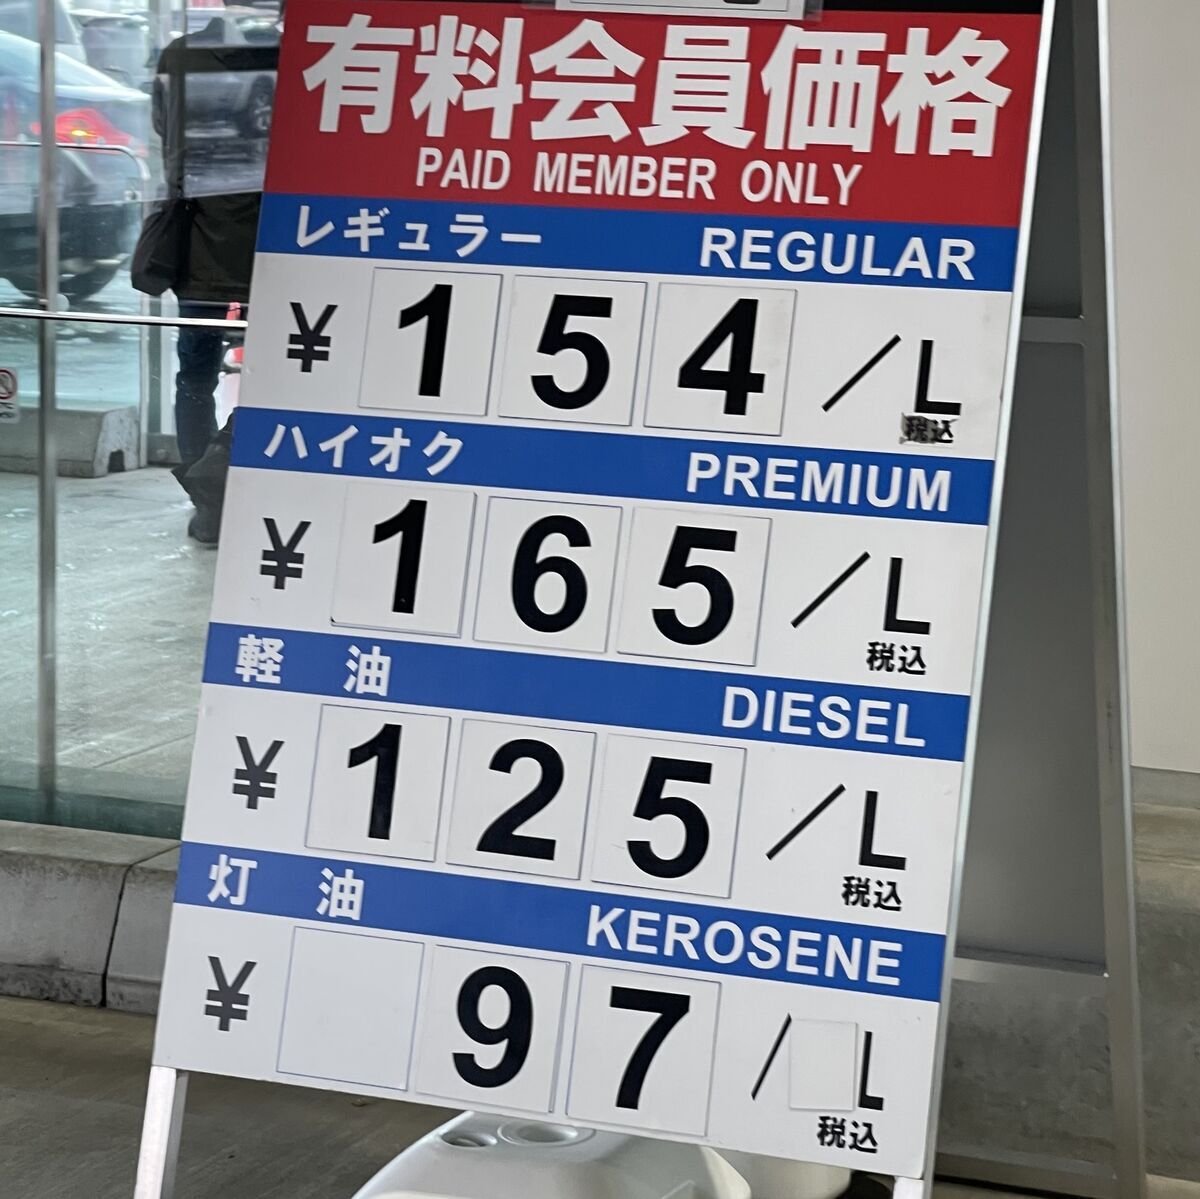 有料会員価格
PAID MEMBER ONLY
レギュラー REGULAR
¥ 154 /L
税込
ハイオク PREMIUM
¥ 165 /L
税込
軽油 DIESEL
¥ 125 /L
税込
灯油 KEROSENE
¥ 97 /L
税込